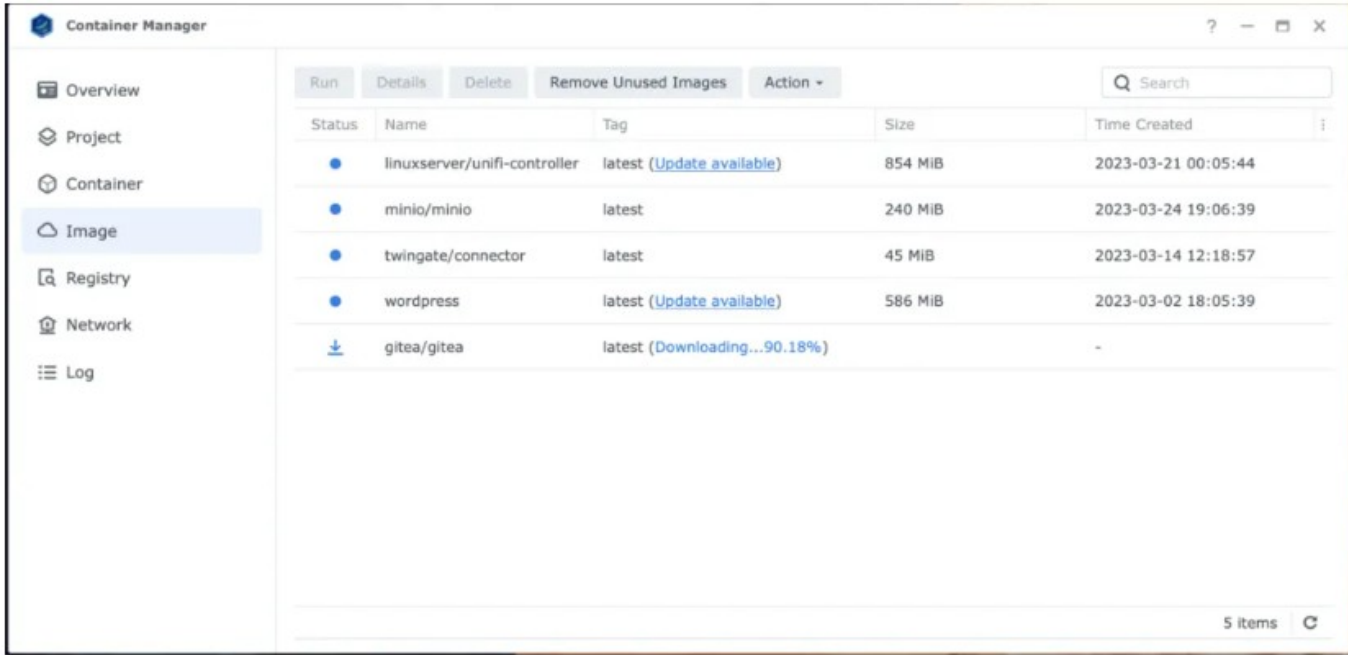 Container Manager
?
Overview
Project
Container
Image
Registry
Network
Log
Run Details Delete Remove Unused Images Action Search
Status Name Tag Size Time Created
linuxserver/unifi-controller latest (Update available) 854 MiB 2023-03-21 00:05:44
minio/minio latest 240 MiB 2023-03-24 19:06:39
twingate/connector latest 45 MiB 2023-03-14 12:18:57
wordpress latest (Update available) 586 MiB 2023-03-02 18:05:39
gitea/gitea latest (Downloading...90.18%) -
5 items